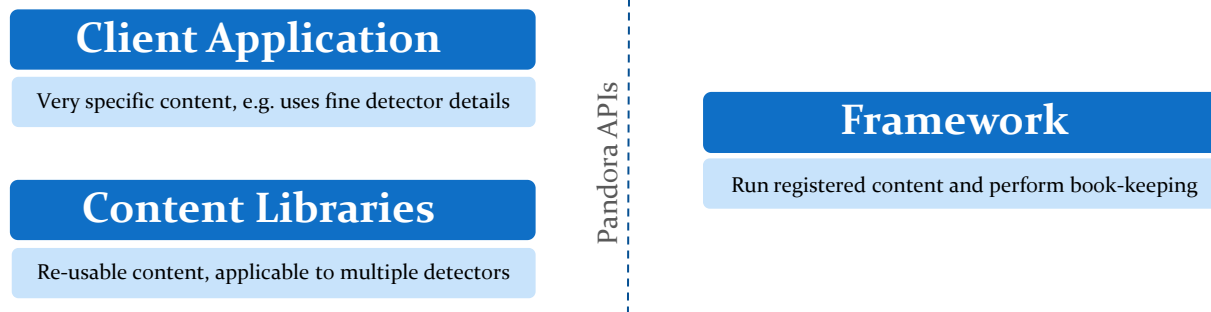 Client Application
Very specific content, e.g. uses fine detector details
Content Libraries
Re-usable content, applicable to multiple detectors
Pandora APIs
Framework
Run registered content and perform book-keeping